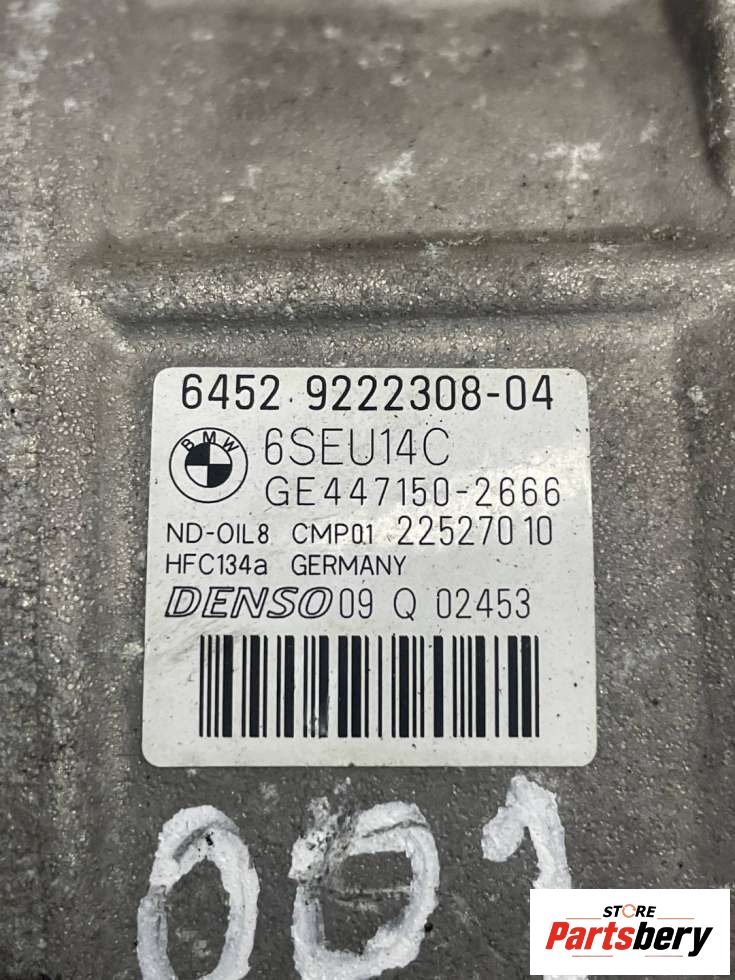 6452 9222308-04
BMW
6SEU14C
GE447150-2666
ND-OIL8 CMP01 22527010
HFC134a GERMANY
DENSO 09 Q 02453
001
STORE
Partsbery